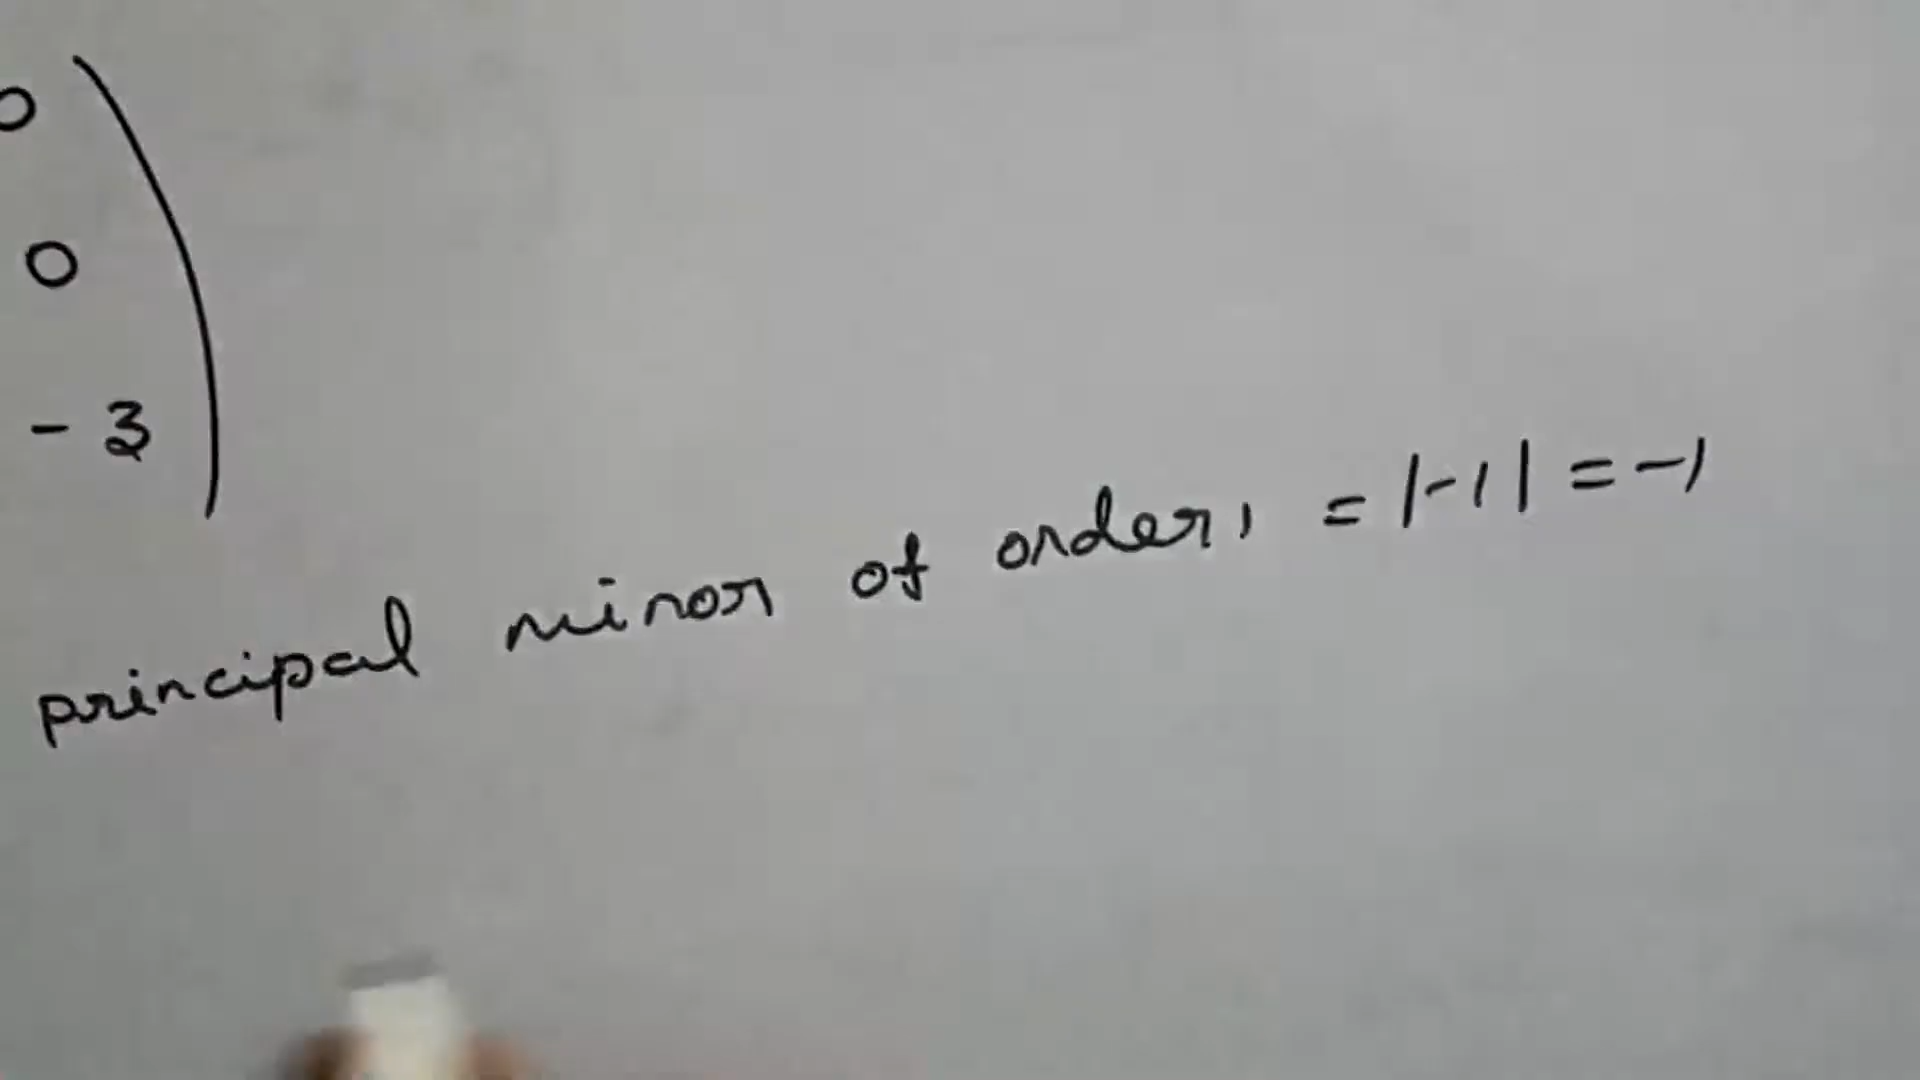 0
0
- 3
principal minor of order 1 = |-1| = -1